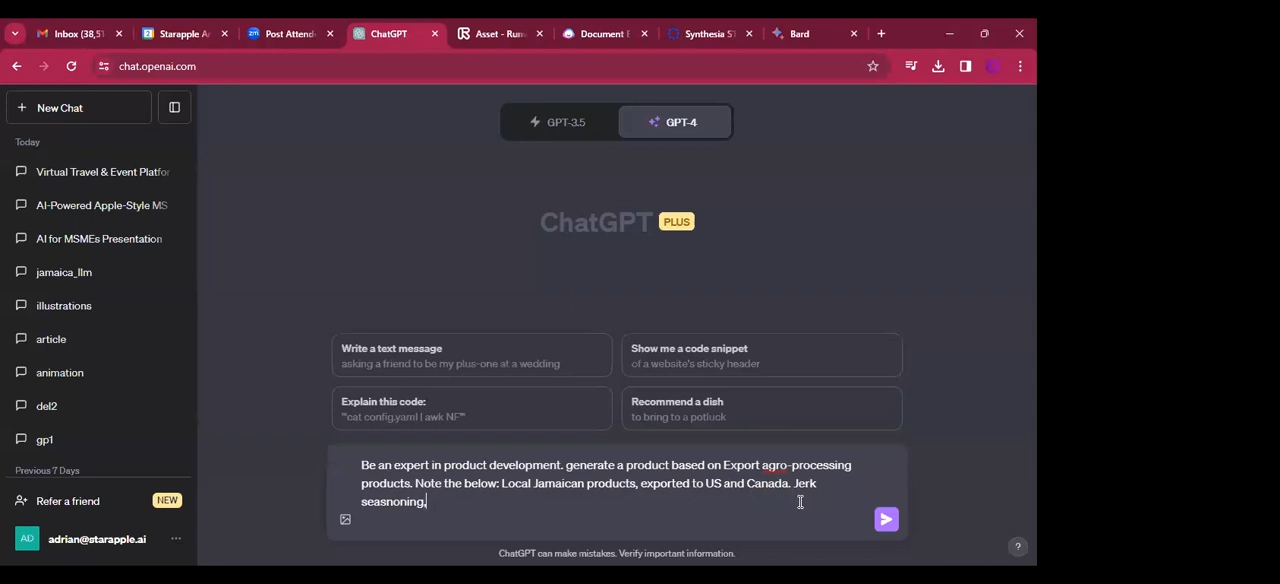 Inbox (38,5
Starapple A
Post Attend
ChatGPT
Asset - Run
Document E
Synthesia S
Bard
chat.openai.com
New Chat
Today
Virtual Travel & Event Platfor
AI-Powered Apple-Style MS
AI for MSMEs Presentation
jamaica_llm
illustrations
article
animation
del2
gp1
Previous 7 Days
Refer a friend NEW
AD adrian@starapple.ai
GPT-3.5 GPT-4
ChatGPT PLUS
Write a text message
asking a friend to be my plus-one at a wedding
Show me a code snippet
of a website's sticky header
Explain this code:
"'cat config.yaml | awk NF'"
Recommend a dish
to bring to a potluck
Be an expert in product development. generate a product based on Export agro-processing
products. Note the below: Local Jamaican products, exported to US and Canada. Jerk
seasnoning,
ChatGPT can make mistakes. Verify important information.
?